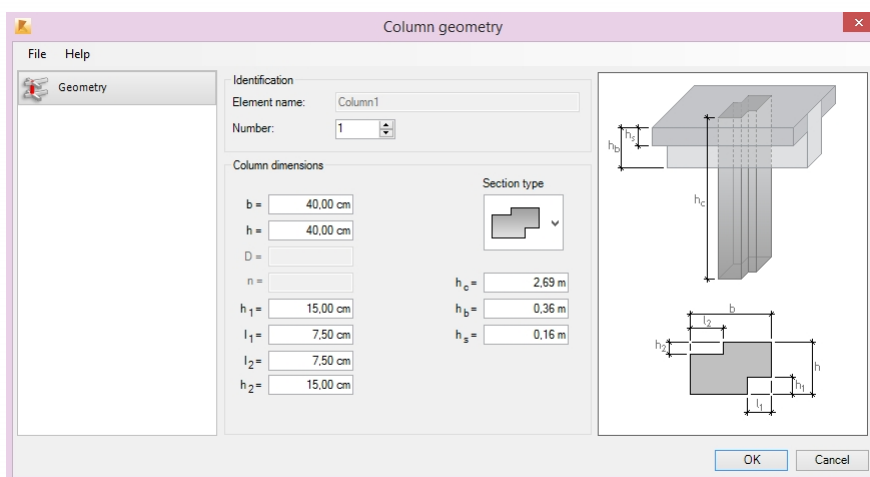 Column geometry
File Help
Geometry
Identification
Element name: Column1
Number: 1
Column dimensions
Section type
b = 40,00 cm
h = 40,00 cm
D =
n =
h1 = 15,00 cm
l1 = 7,50 cm
l2 = 7,50 cm
h2 = 15,00 cm
hc = 2,69 m
hb = 0,36 m
hs = 0,16 m
hs
hb
hc
b
l2
h2
h
h1
l1
OK Cancel